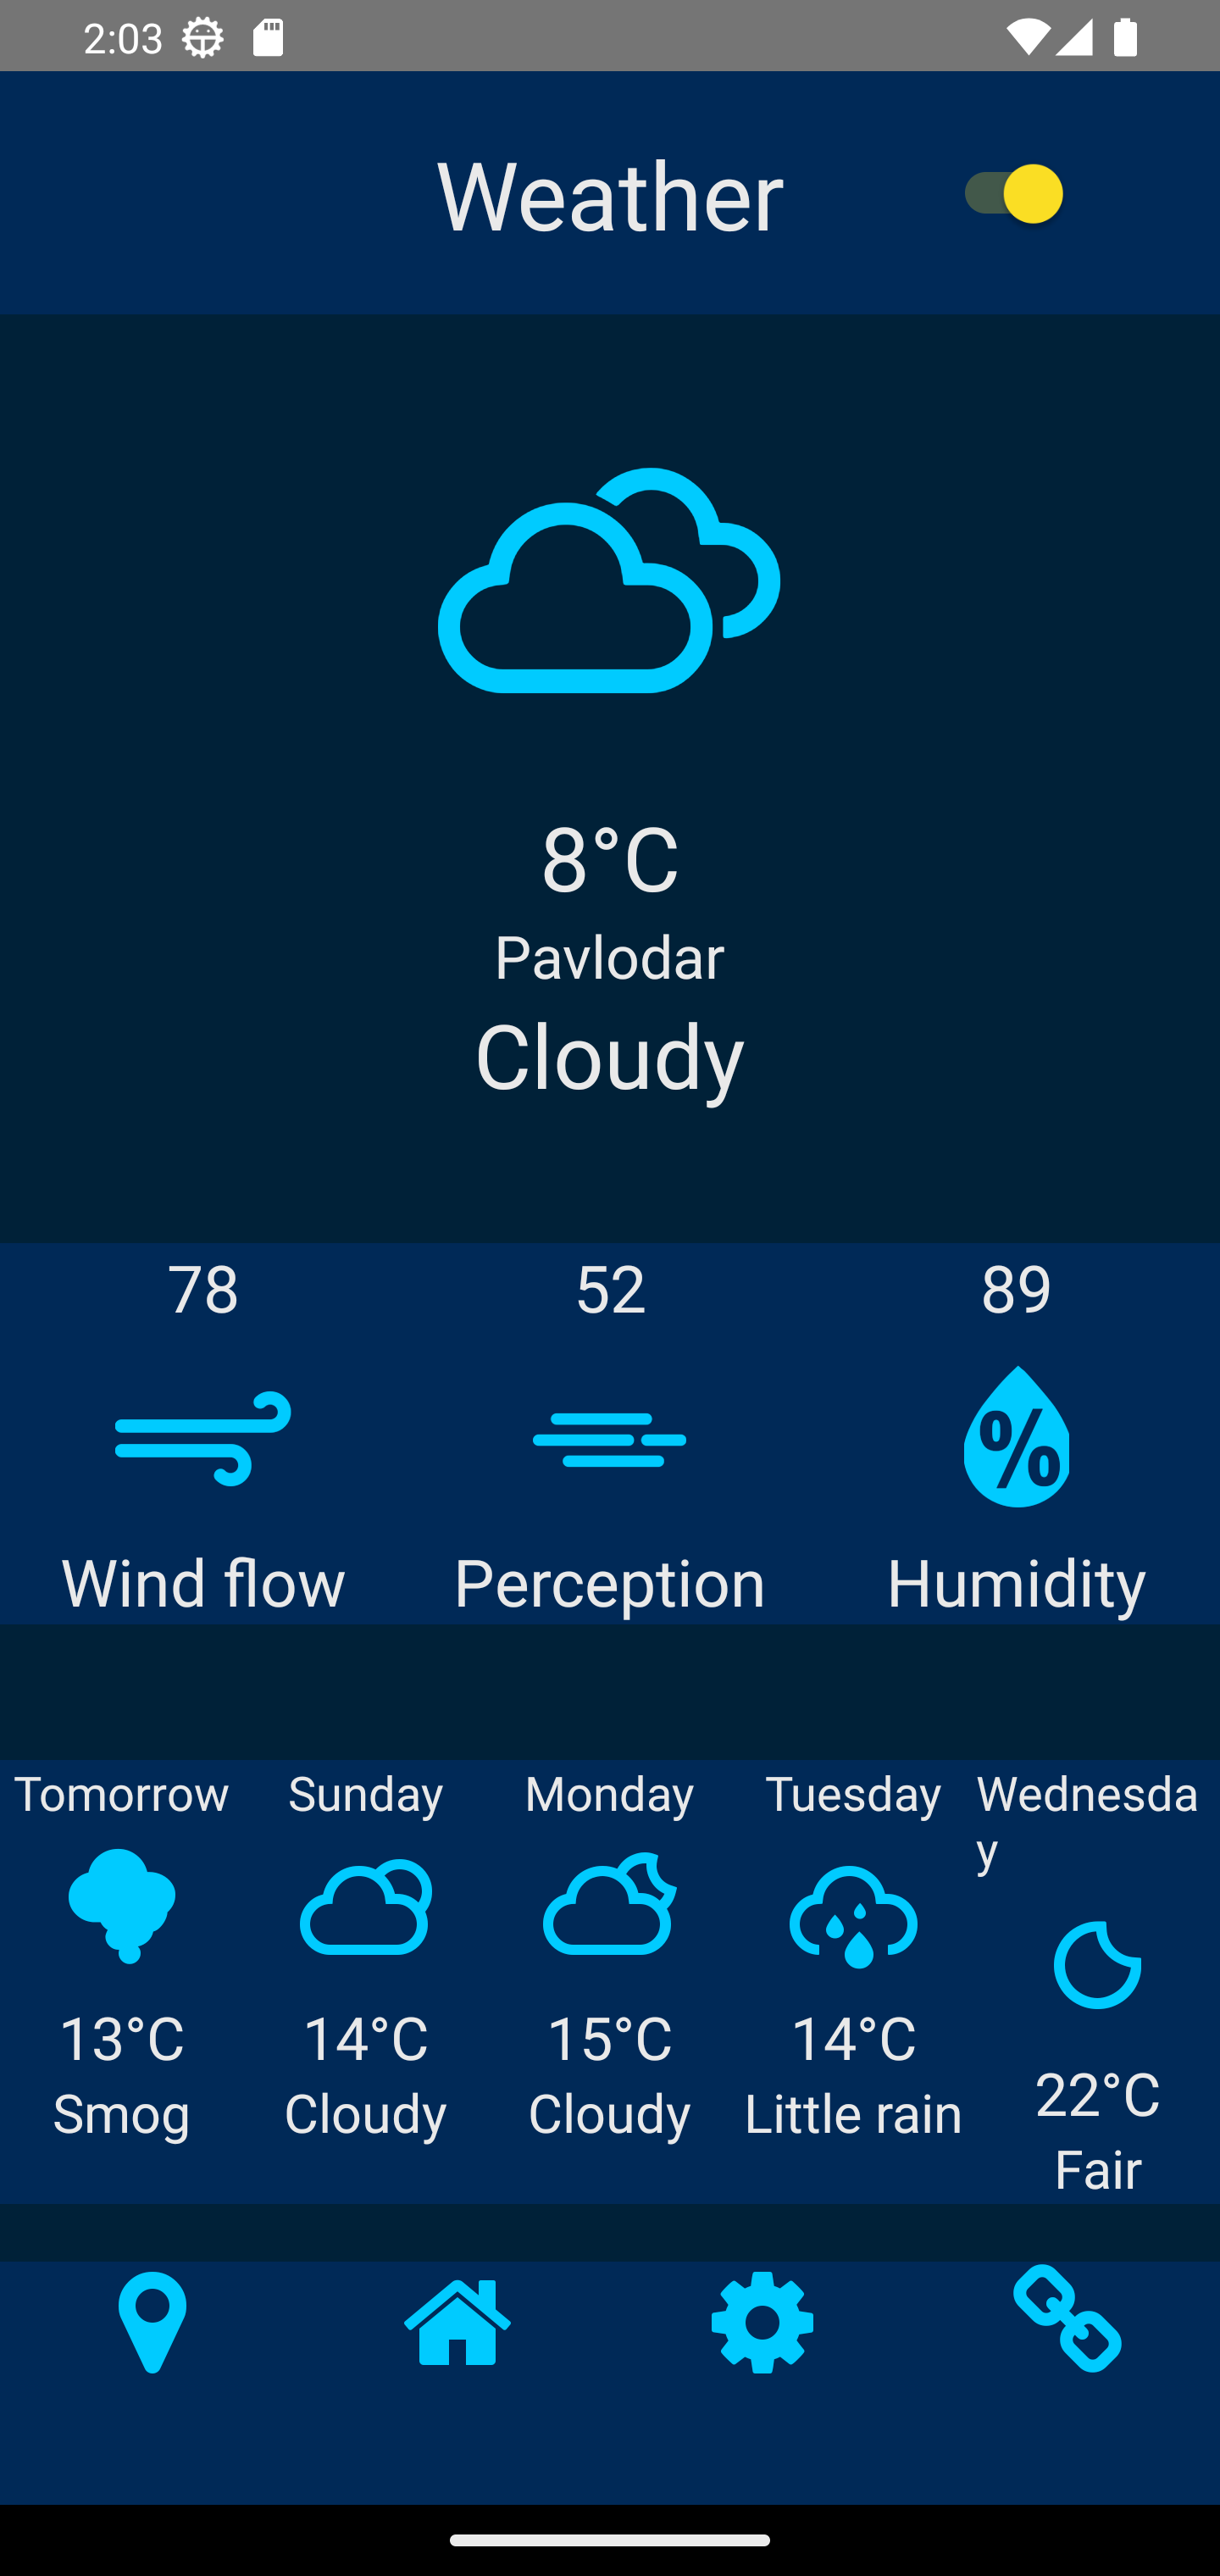 2:03
Weather
8°C
Pavlodar
Cloudy
78 52 89
%
Wind flow Perception Humidity
Tomorrow Sunday Monday Tuesday Wednesda
y
13°C 14°C 15°C 14°C 22°C
Smog Cloudy Cloudy Little rain Fair